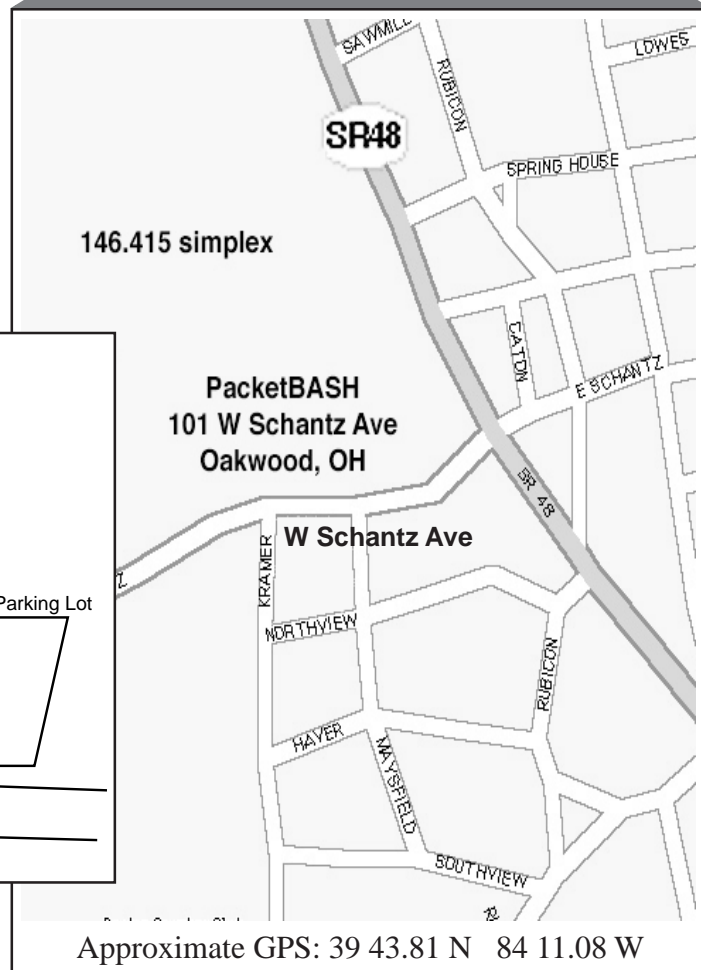 SAWMILL
LOWES
RUBICON
SR48
SPRING HOUSE
146.415 simplex
CATON
E SCHANTZ
PacketBASH
101 W Schantz Ave
Oakwood, OH
SR 48
W Schantz Ave
KRAMER
Parking Lot
NORTHVIEW
RUBICON
HAVER
MAYSFIELD
SOUTHVIEW
Approximate GPS: 39 43.81 N 84 11.08 W